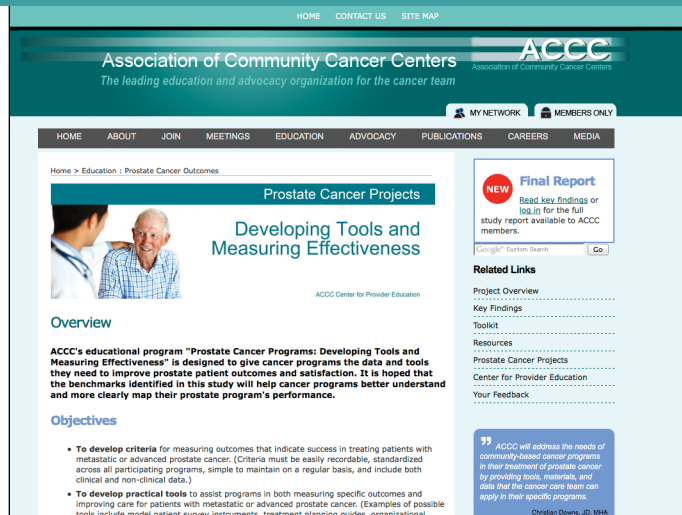 HOME CONTACT US SITE MAP
Association of Community Cancer Centers
The leading education and advocacy organization for the cancer team
ACCC
Association of Community Cancer Centers
MY NETWORK MEMBERS ONLY
HOME ABOUT JOIN MEETINGS EDUCATION ADVOCACY PUBLICATIONS CAREERS MEDIA
Home > Education : Prostate Cancer Outcomes
Prostate Cancer Projects
Developing Tools and
Measuring Effectiveness
ACCC Center for Provider Education
Overview
ACCC's educational program "Prostate Cancer Programs: Developing Tools and
Measuring Effectiveness" is designed to give cancer programs the data and tools
they need to improve prostate patient outcomes and satisfaction. It is hoped that
the benchmarks identified in this study will help cancer programs better understand
and more clearly map their prostate program's performance.
Objectives
• To develop criteria for measuring outcomes that indicate success in treating patients with
metastatic or advanced prostate cancer. (Criteria must be easily recordable, standardized
across all participating programs, simple to maintain on a regular basis, and include both
clinical and non-clinical data.)
• To develop practical tools to assist programs in both measuring specific outcomes and
improving care for patients with metastatic or advanced prostate cancer. (Examples of possible
tools include model patient survey instruments, treatment planning guides, organizational
NEW
Final Report
Read key findings or
log in for the full
study report available to ACCC
members.
Google™ Custom Search Go
Related Links
Project Overview
Key Findings
Toolkit
Resources
Prostate Cancer Projects
Center for Provider Education
Your Feedback
” ACCC will address the needs of
community-based cancer programs
in their treatment of prostate cancer
by providing tools, materials, and
data that the cancer care team can
apply in their specific programs.
Christian Downs, JD, MHA